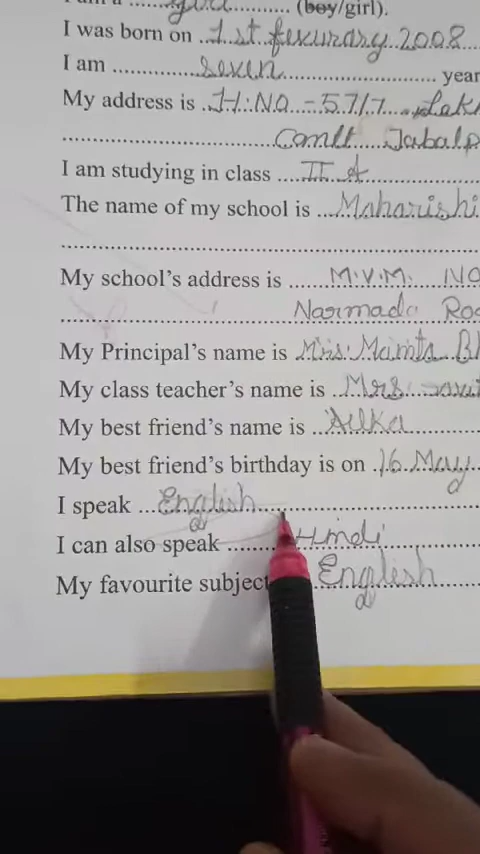 (boy/girl).
I was born on 1st fexurary 2008
I am seven year
My address is H.NO - 57/7
Cantt Jabalp
I am studying in class II A
The name of my school is Maharishi
My school's address is M.V.M. NO
Narmada Roa
My Principal's name is Mrs. Mamta B
My class teacher's name is Mrs
My best friend's name is Alka
My best friend's birthday is on 16 May
I speak English
I can also speak Hindi
My favourite subject English